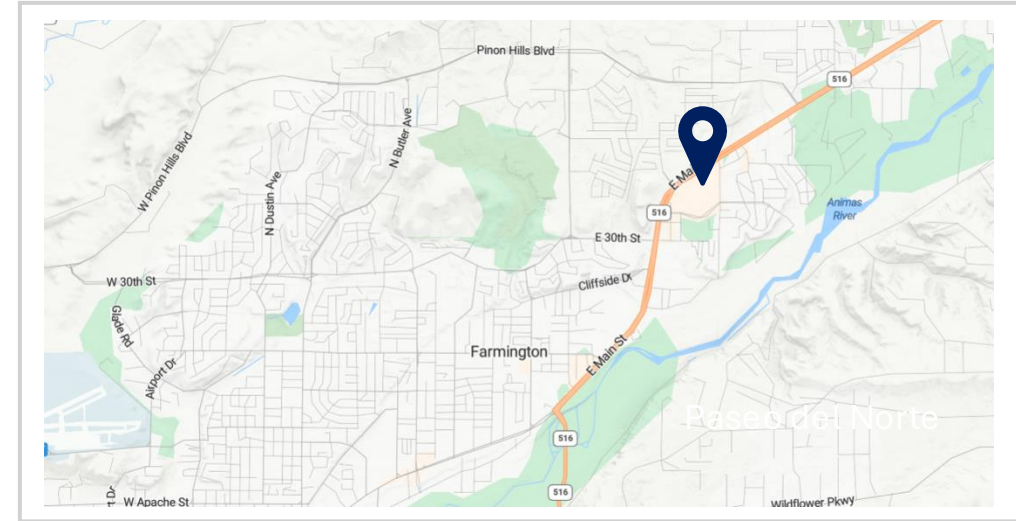 Pinon Hills Blvd
516
N Butler Ave
W Pinon Hills Blvd
N Dustin Ave
E Ma
Animas
River
516
E 30th St
W 30th St
Cliffside Dr
Glade Rd
Farmington
E Main St
Airport Dr
Paseo del Norte
516
516
t Dr
W Apache St
Wildflower Pkwy